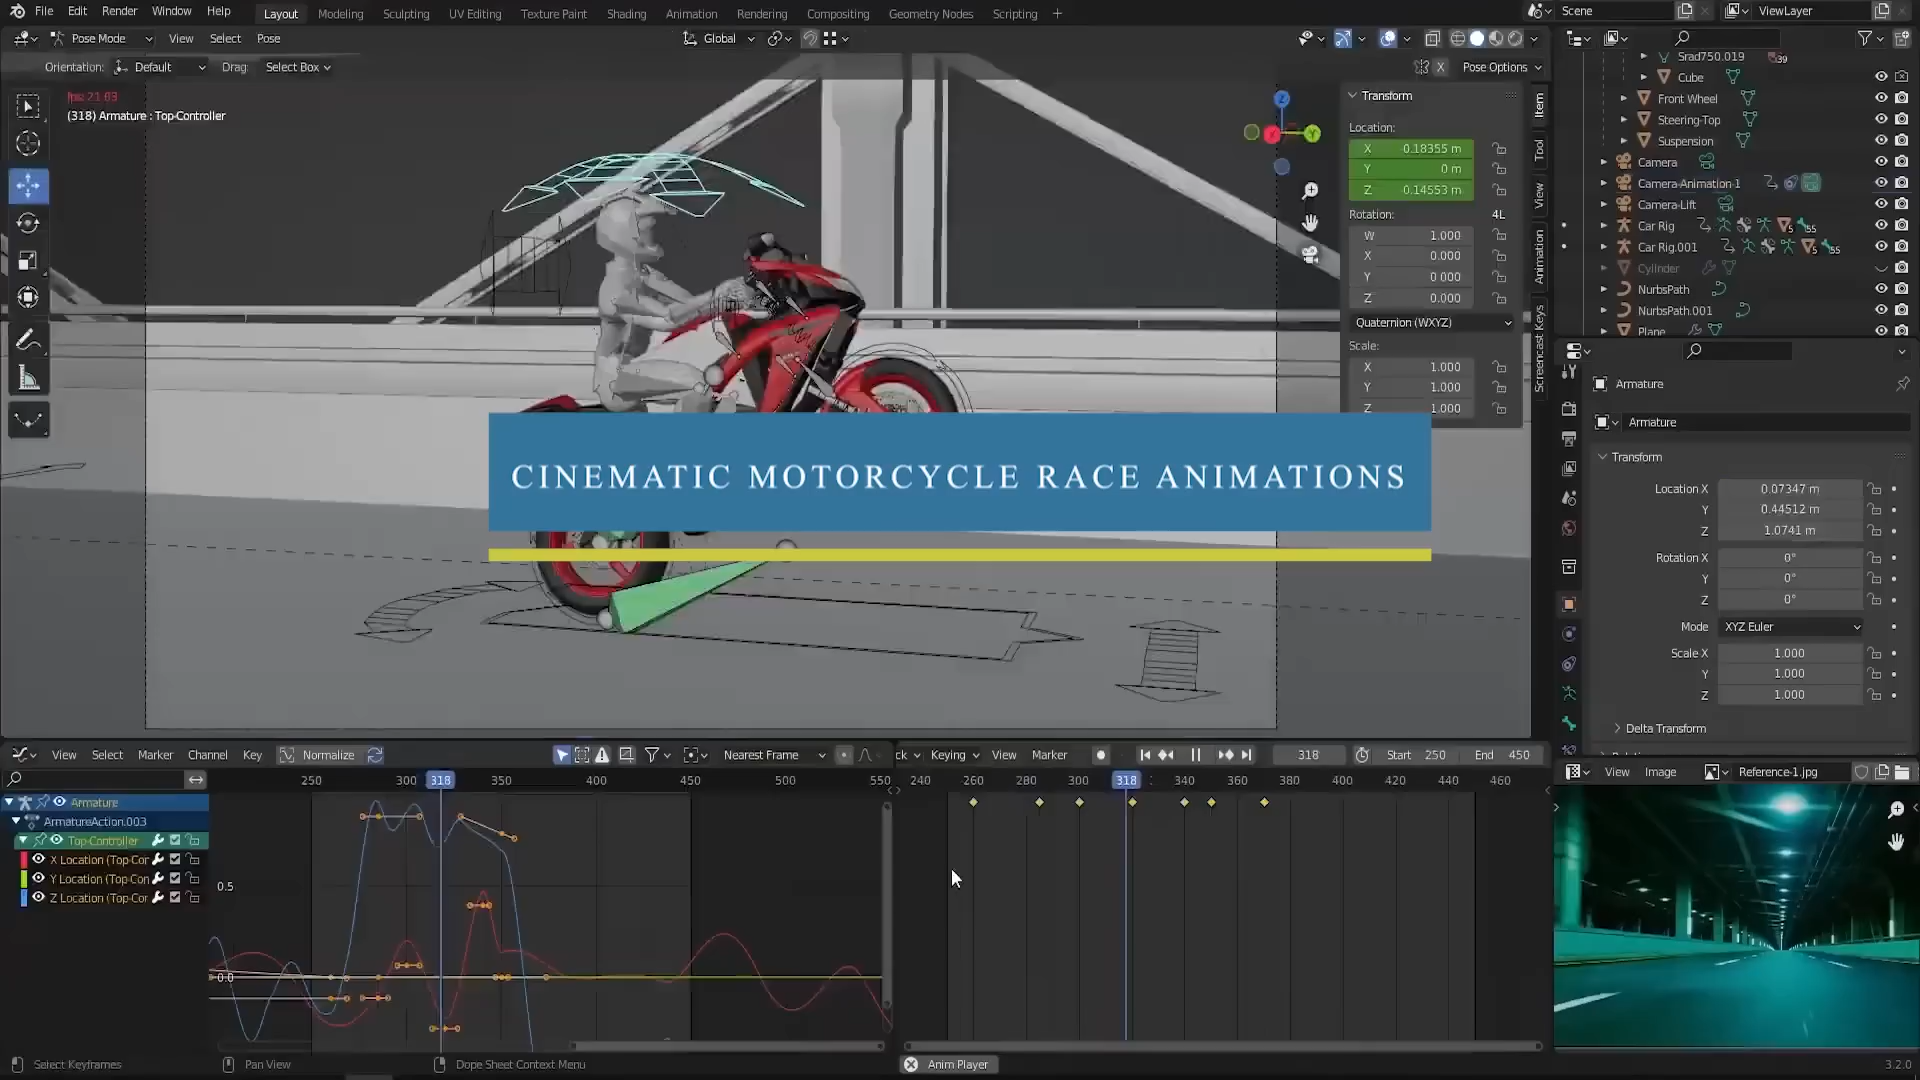 File Edit Render Window Help Layout Modeling Sculpting UV Editing Texture Paint Shading Animation Rendering Compositing Geometry Nodes Scripting + Scene ViewLayer
Pose Mode View Select Pose Global
Orientation: Default Drag: Select Box X Pose Options
fps 21.03
(318) Armature : Top-Controller
Transform
Location:
X 0.18355 m
Y 0 m
Z 0.14553 m
Rotation: 4L
W 1.000
X 0.000
Y 0.000
Z 0.000
Quaternion (WXYZ)
Scale:
X 1.000
Y 1.000
Z 1.000
Item
Tool
View
Animation
Screencast Keys
Srad750.019 39
Cube
Front Wheel
Steering-Top
Suspension
Camera
Camera-Animation-1
Camera-Lift
Car Rig 5 55
Car Rig.001 5 55
Cylinder
NurbsPath
NurbsPath.001
Plane
Armature
Armature
Transform
Location X 0.07347 m
Y 0.44512 m
Z 1.0741 m
Rotation X 0°
Y 0°
Z 0°
Mode XYZ Euler
Scale X 1.000
Y 1.000
Z 1.000
Delta Transform
CINEMATIC MOTORCYCLE RACE ANIMATIONS
View Select Marker Channel Key Normalize Nearest Frame
250 300 318 350 400 450 500 550
Armature
ArmatureAction.003
Top-Controller
X Location (Top-Cor
Y Location (Top-Con
Z Location (Top-Cor
0.5
0.0
ck Keying View Marker 318 Start 250 End 450
240 260 280 300 318 340 360 380 400 420 440 460
View Image Reference-1.jpg
Select Keyframes Pan View Dope Sheet Context Menu Anim Player 3.2.0